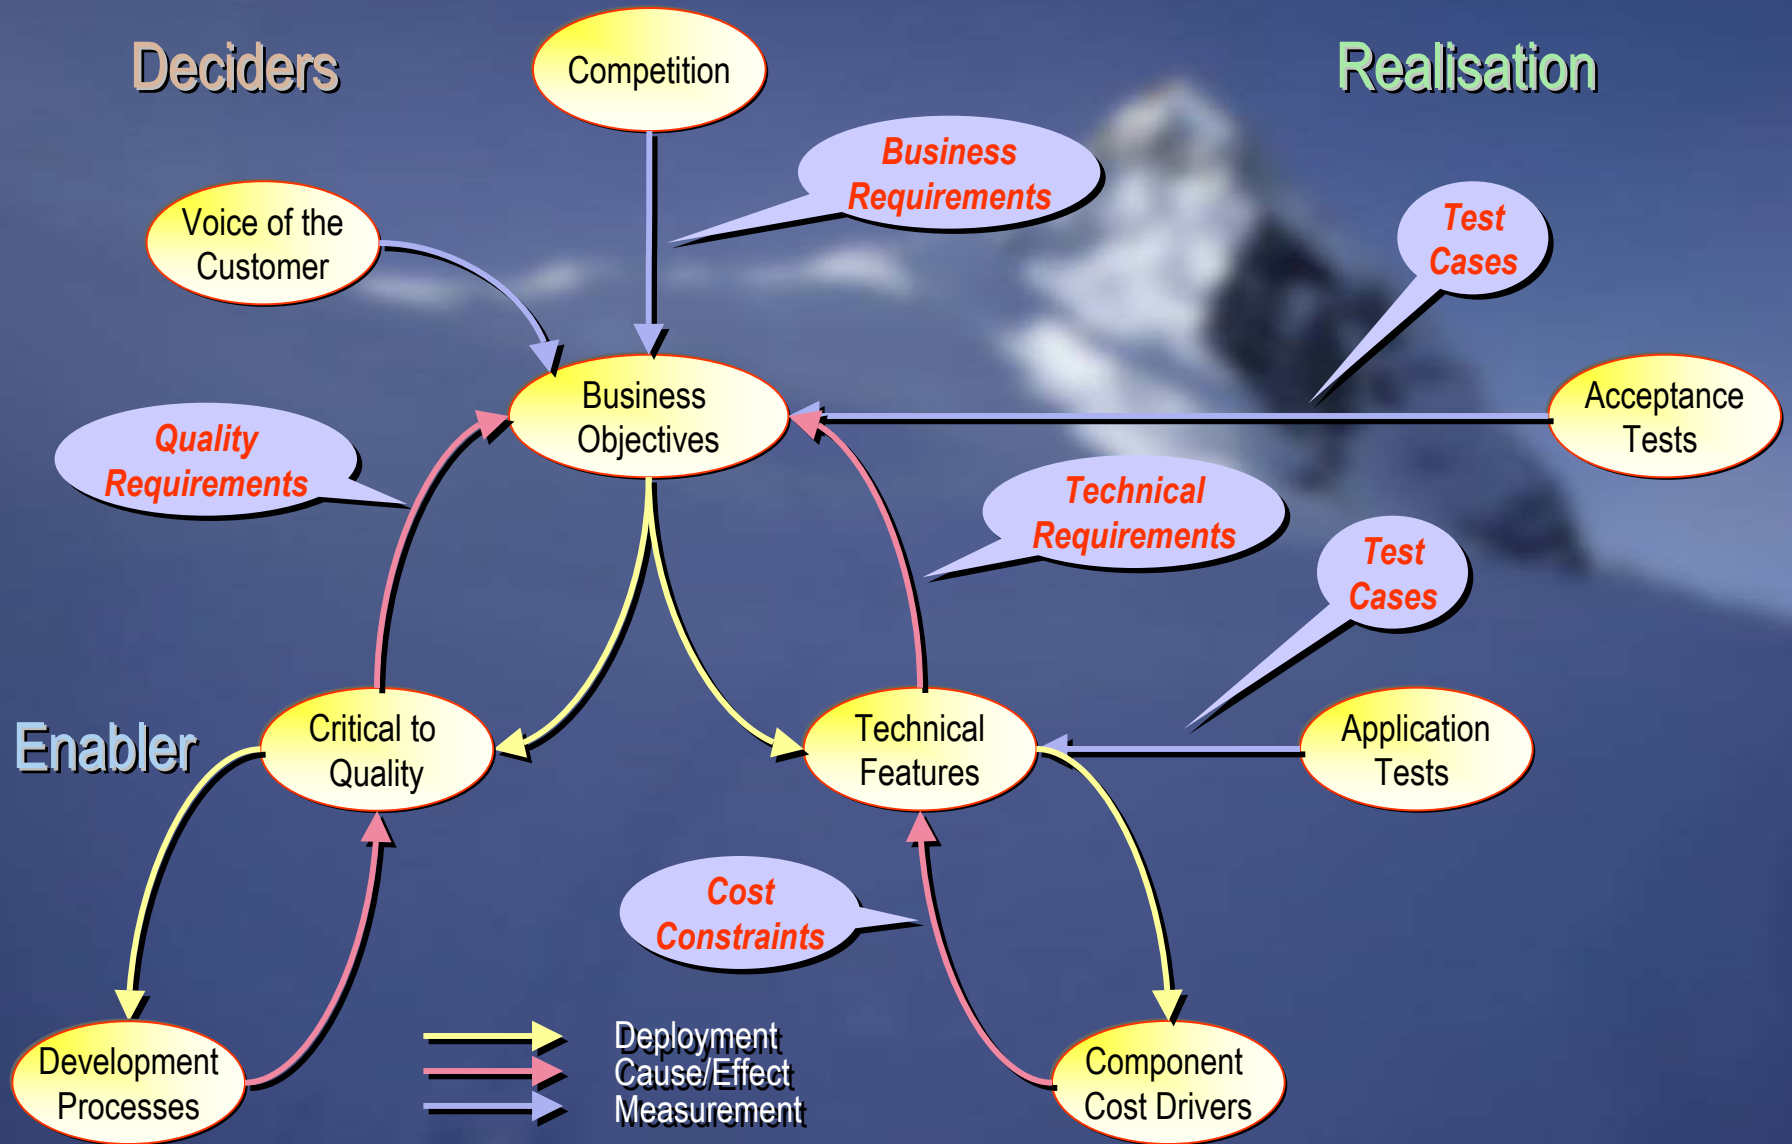 Deciders
Competition
Realisation
Business
Requirements
Voice of the
Customer
Test
Cases
Business
Objectives
Acceptance
Tests
Quality
Requirements
Technical
Requirements
Test
Cases
Enabler
Critical to
Quality
Technical
Features
Application
Tests
Cost
Constraints
Development
Processes
Deployment
Cause/Effect
Measurement
Component
Cost Drivers